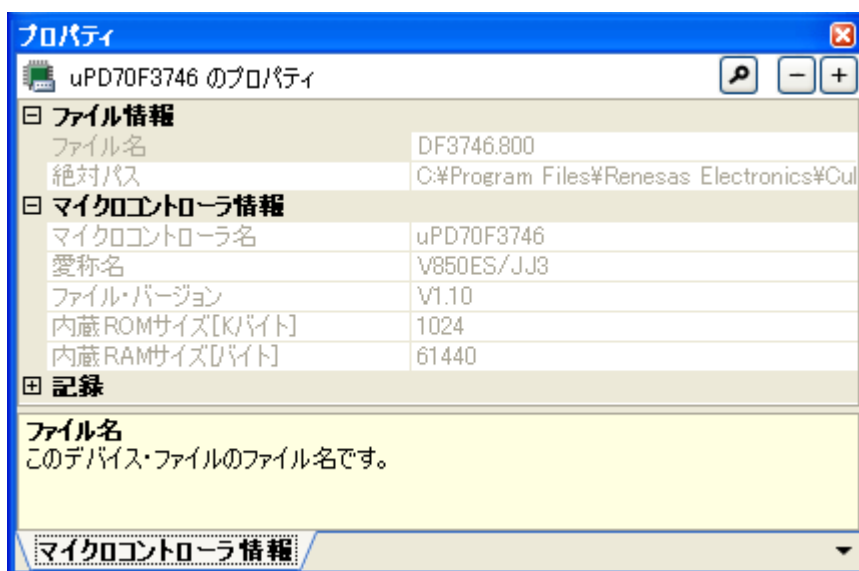 プロパティ
uPD70F3746 のプロパティ
ファイル情報
ファイル名 DF3746.800
絶対パス C:¥Program Files¥Renesas Electronics¥Cul
マイクロコントローラ情報
マイクロコントローラ名 uPD70F3746
愛称名 V850ES/JJ3
ファイル・バージョン V1.10
内蔵ROMサイズ[Kバイト] 1024
内蔵RAMサイズ[バイト] 61440
記録
ファイル名
このデバイス・ファイルのファイル名です。
マイクロコントローラ情報